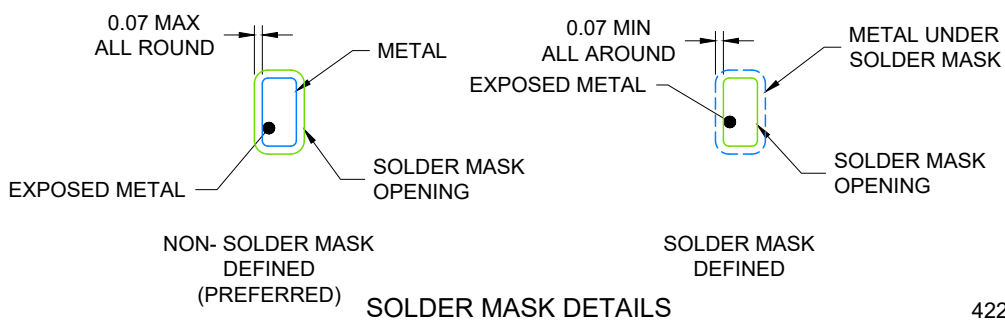 0.07 MAX
ALL ROUND
METAL
EXPOSED METAL
SOLDER MASK
OPENING
NON- SOLDER MASK
DEFINED
(PREFERRED)
0.07 MIN
ALL AROUND
EXPOSED METAL
METAL UNDER
SOLDER MASK
SOLDER MASK
OPENING
SOLDER MASK
DEFINED
SOLDER MASK DETAILS
422